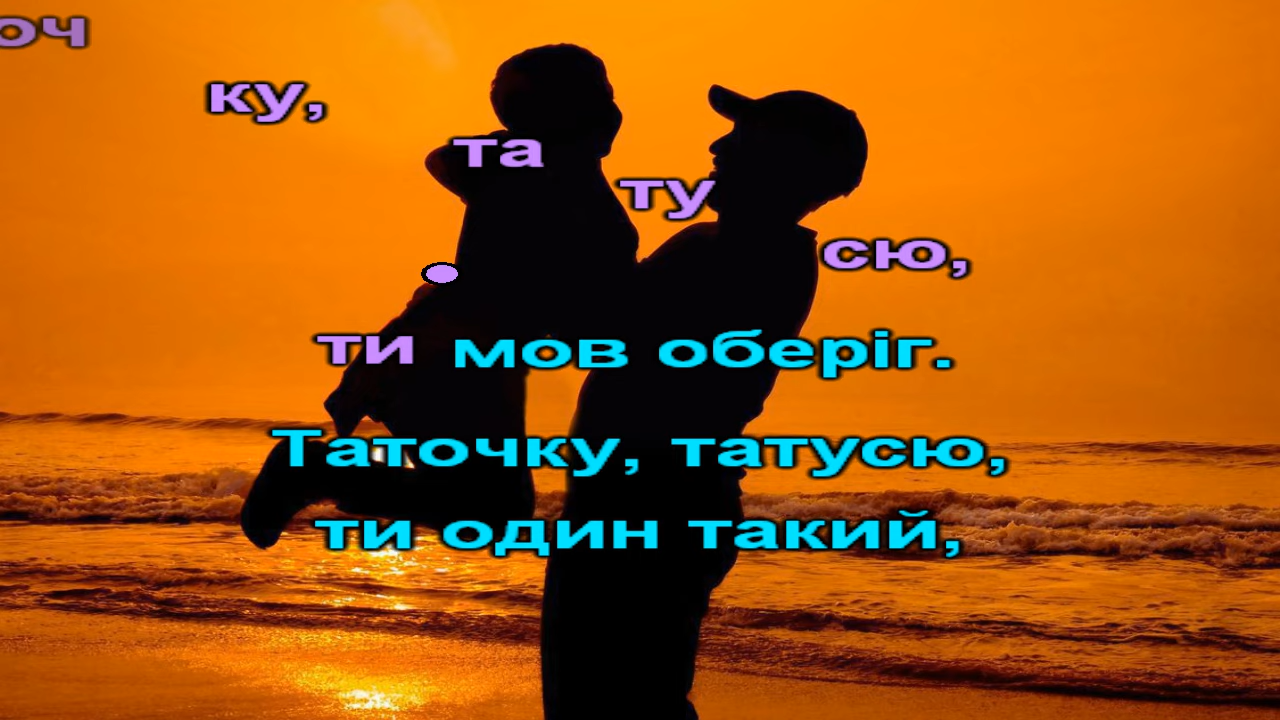 оч
ку,
та
ту
сю,
ти мов оберіг.
Таточку, татусю,
ти один такий,